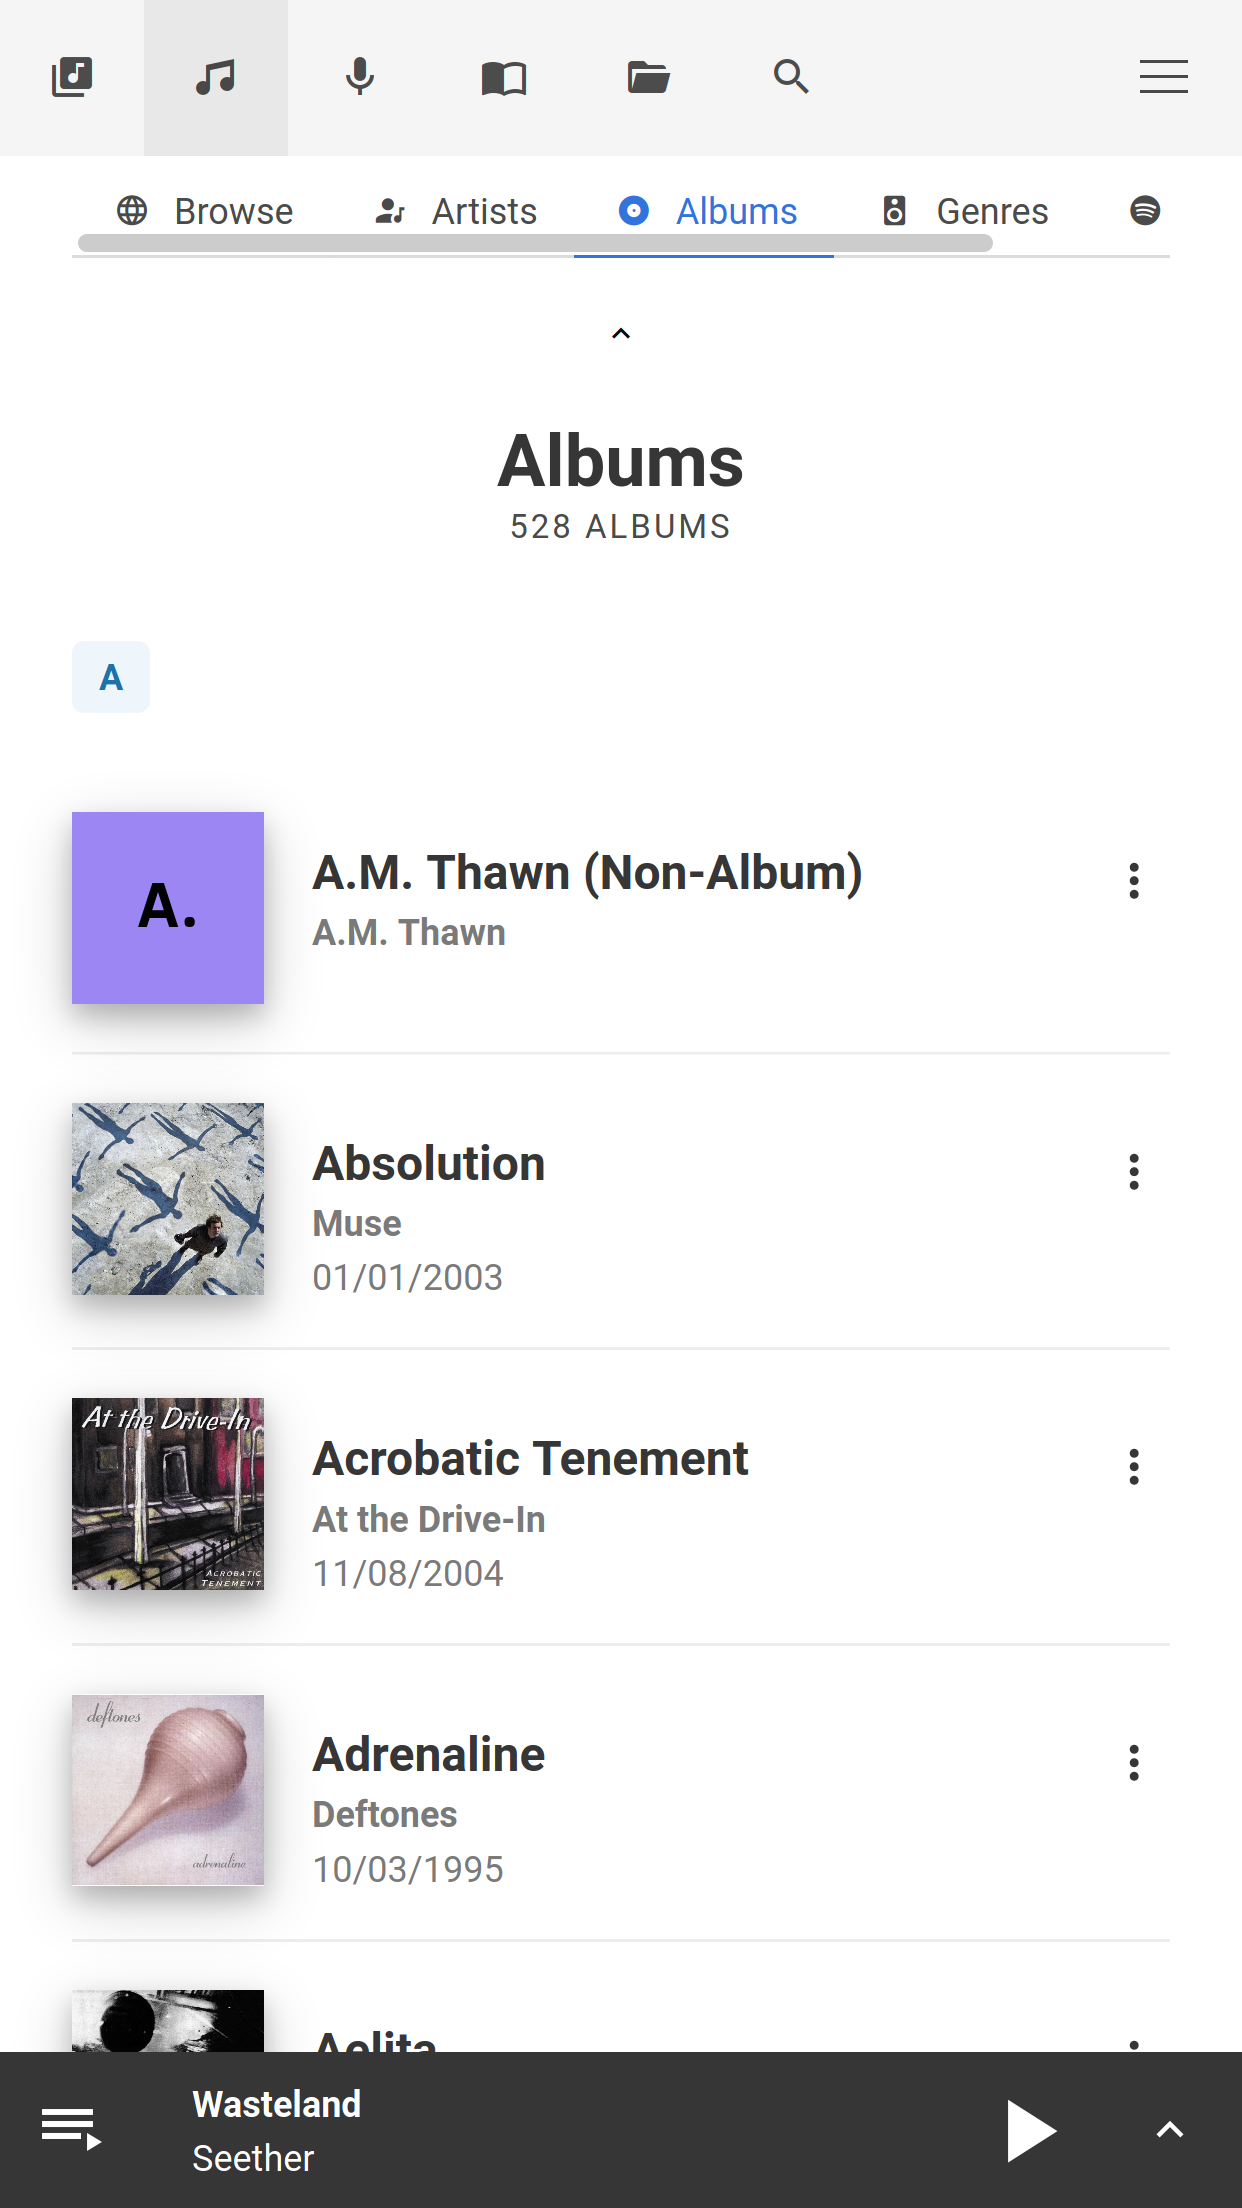 Browse Artists Albums Genres
Albums
528 ALBUMS
A
A.
A.M. Thawn (Non-Album)
A.M. Thawn
Absolution
Muse
01/01/2003
At the Drive-In
Acrobatic
Tenement
Acrobatic Tenement
At the Drive-In
11/08/2004
deftones
adrenaline
Adrenaline
Deftones
10/03/1995
Aelita
Wasteland
Seether